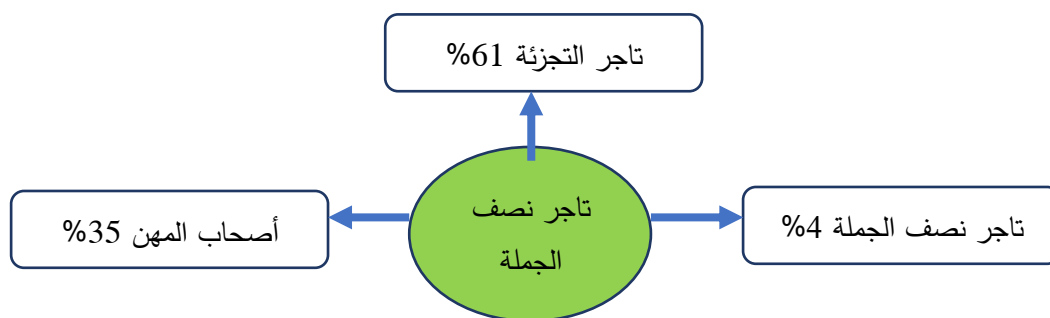 تاجر التجزئة 61%
تاجر نصف الجملة 4%
تاجر نصف
الجملة
أصحاب المهن 35%